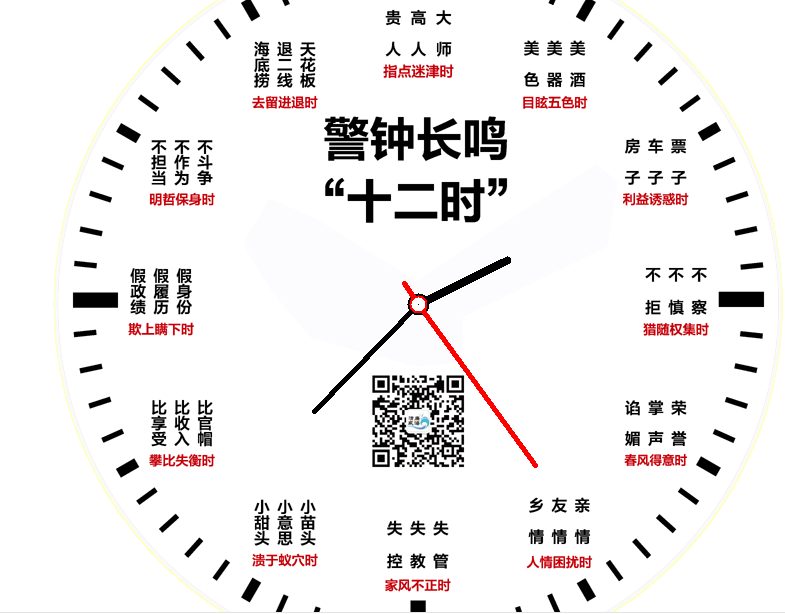 警钟长鸣
“十二时”
大师
高人
贵人
指点迷津时
美酒
美器
美色
目眩五色时
票子
车子
房子
利益诱惑时
不察
不慎
不拒
猎随权集时
荣誉
掌声
谄媚
春风得意时
亲情
友情
乡情
人情困扰时
失管
失教
失控
家风不正时
小苗头
小意思
小甜头
溃于蚁穴时
比官帽
比收入
比享受
攀比失衡时
假身份
假履历
假政绩
欺上瞒下时
不斗争
不作为
不担当
明哲保身时
天花板
退二线
海底捞
去留进退时